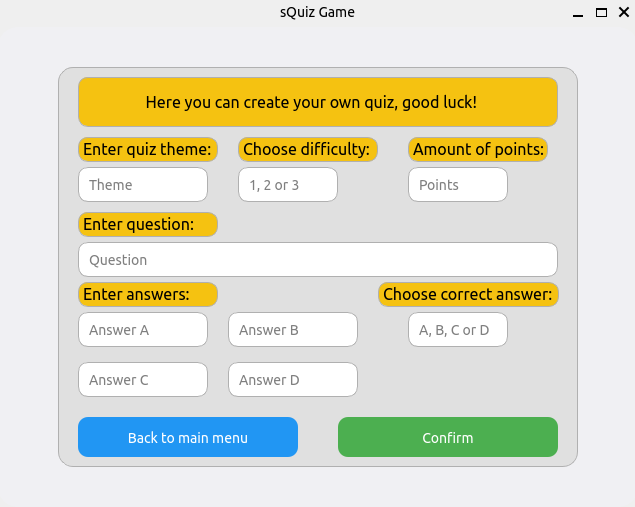 sQuiz Game
Here you can create your own quiz, good luck!
Enter quiz theme: Choose difficulty: Amount of points:
Theme 1, 2 or 3 Points
Enter question:
Question
Enter answers: Choose correct answer:
Answer A Answer B A, B, C or D
Answer C Answer D
Back to main menu Confirm